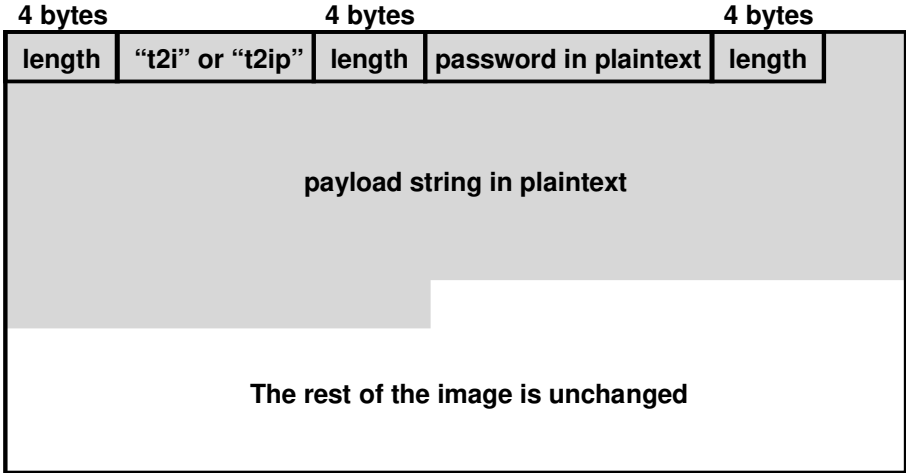 4 bytes 4 bytes 4 bytes
length “t2i” or “t2ip” length password in plaintext length
payload string in plaintext
The rest of the image is unchanged